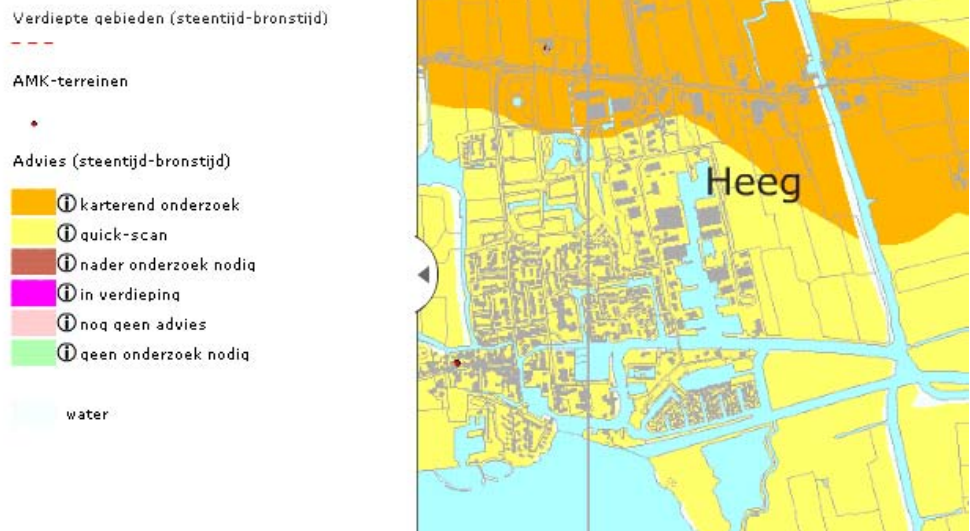 Verdiepte gebieden (steentijd-bronstijd)
AMK-terreinen
Advies (steentijd-bronstijd)
karterend onderzoek
quick-scan
nader onderzoek nodig
in verdieping
nog geen advies
geen onderzoek nodig
water
Heeg